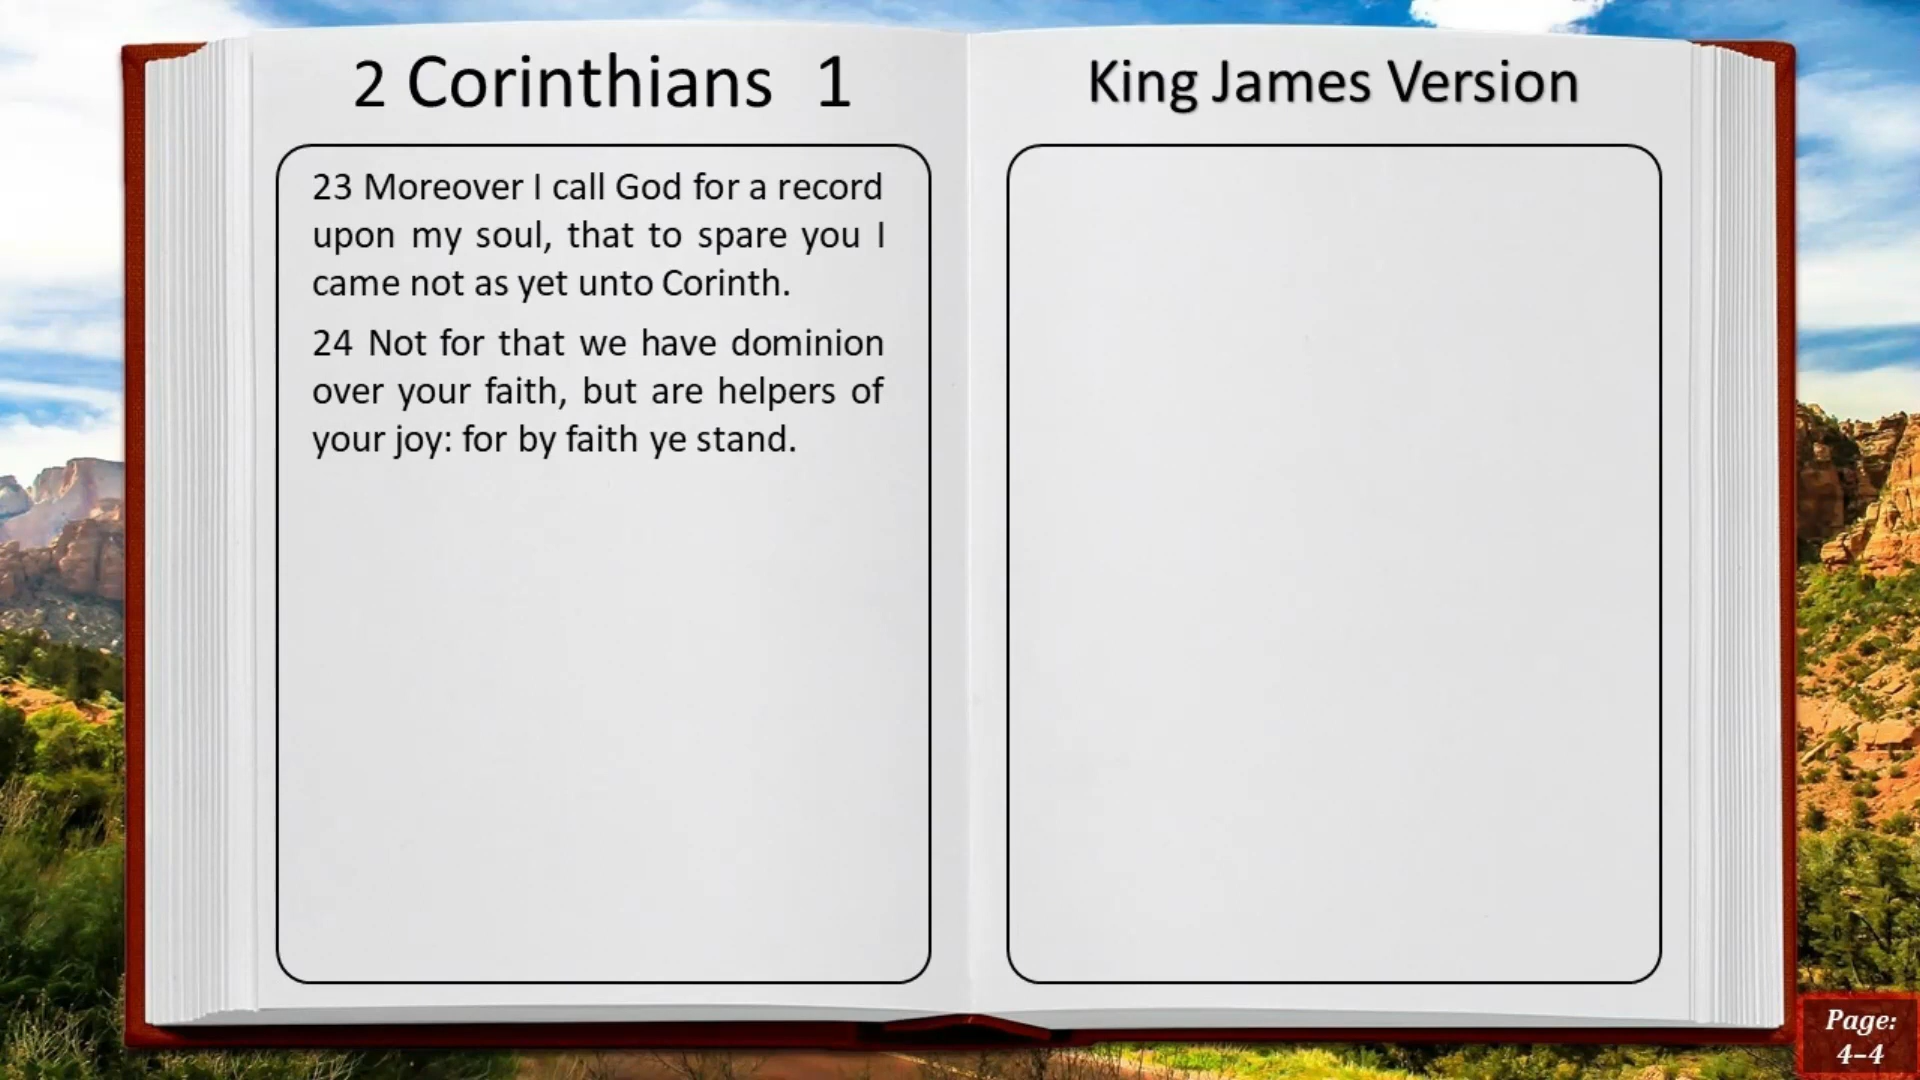 2 Corinthians 1
King James Version
23 Moreover I call God for a record
upon my soul, that to spare you I
came not as yet unto Corinth.
24 Not for that we have dominion
over your faith, but are helpers of
your joy: for by faith ye stand.
Page:
4–4